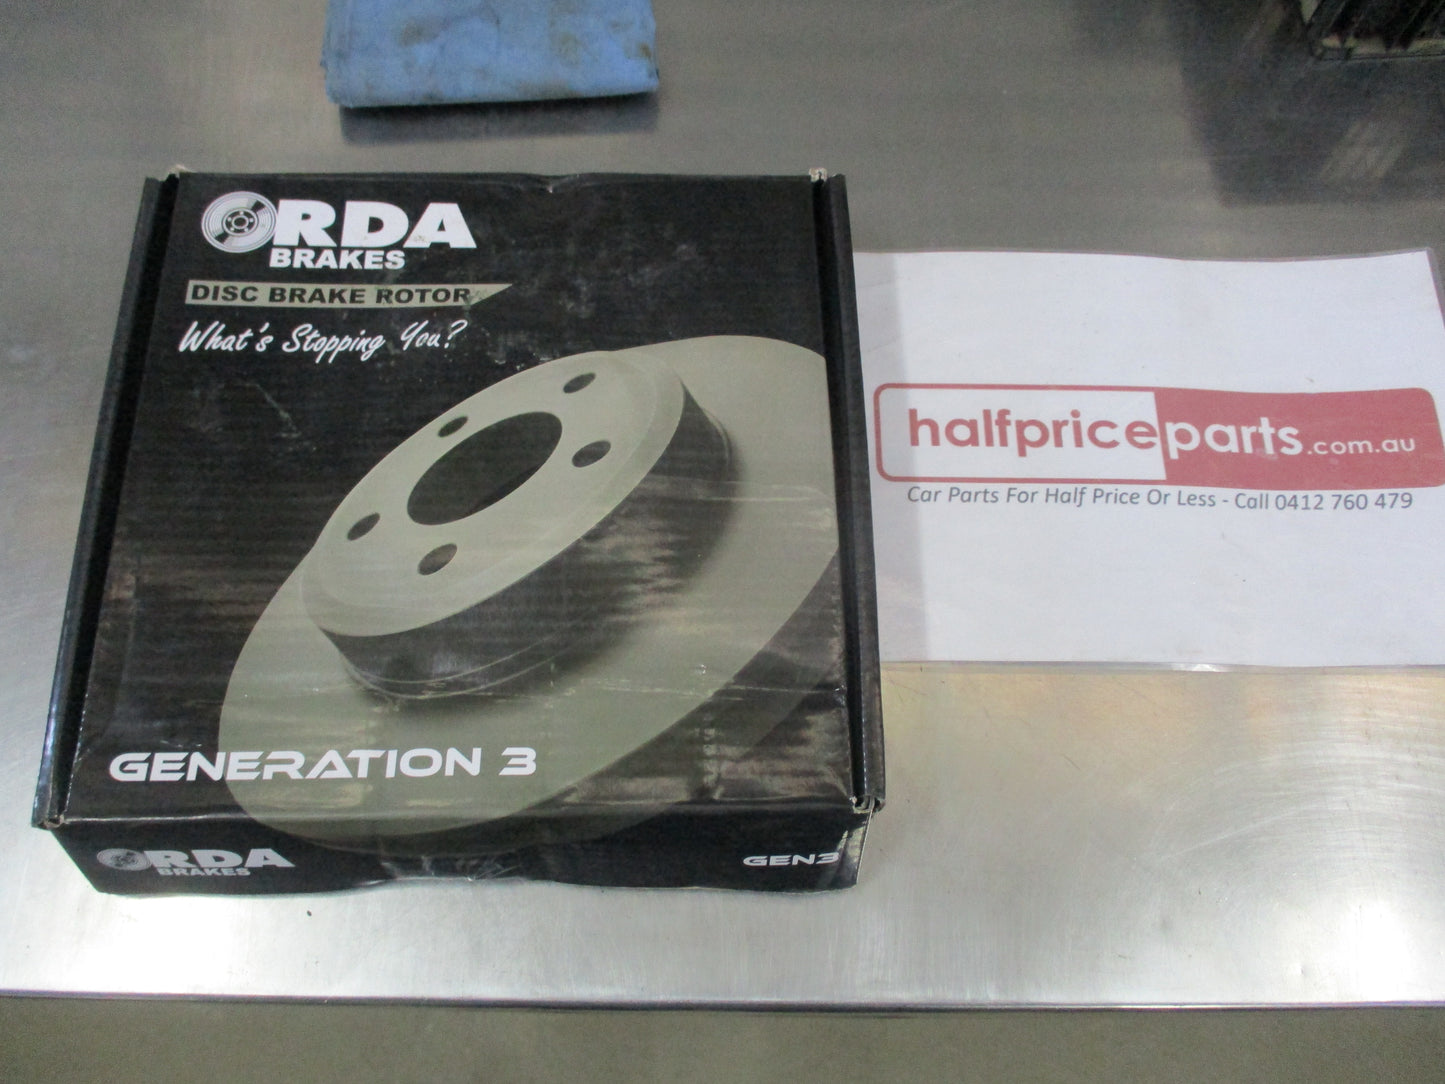 RDA
BRAKES
DISC BRAKE ROTOR
What's Stopping You?
GENERATION 3
RDA
BRAKES
GEN3
halfpriceparts.com.au
Car Parts For Half Price Or Less - Call 0412 760 479